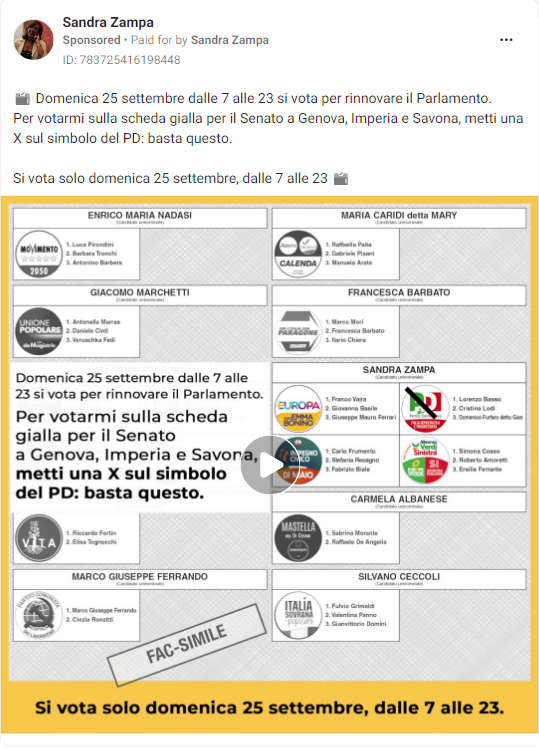 Sandra Zampa
Sponsored • Paid for by Sandra Zampa
ID: 783725416198448
Domenica 25 settembre dalle 7 alle 23 si vota per rinnovare il Parlamento.
Per votarmi sulla scheda gialla per il Senato a Genova, Imperia e Savona, metti una
X sul simbolo del PD: basta questo.
Si vota solo domenica 25 settembre, dalle 7 alle 23
ENRICO MARIA NADASI
(Candidato uninominale)
MOVIMENTO
2050
1. Luca Pirondini
2. Barbara Tronchi
3. Antonino Barbera
MARIA CARIDI detta MARY
(Candidato uninominale)
CALENDA
1. Raffaella Paita
2. Gabriele Pisani
3. Manuela Arata
GIACOMO MARCHETTI
(Candidato uninominale)
UNIONE
POPOLARE
con
de Magistris
1. Antonella Marras
2. Daniele Cinti
3. Veruschka Fedi
FRANCESCA BARBATO
(Candidato uninominale)
PARAGONE
1. Marco Mori
2. Francesca Barbato
3. Ilario Chiera
Domenica 25 settembre dalle 7 alle
23 si vota per rinnovare il Parlamento.
Per votarmi sulla scheda
gialla per il Senato
a Genova, Imperia e Savona,
metti una X sul simbolo
del PD: basta questo.
SANDRA ZAMPA
(Candidato uninominale)
+EUROPA
EMMA
BONINO
1. Franco Vaira
2. Giovanna Basile
3. Giuseppe Mauro Ferrari
1. Lorenzo Basso
2. Cristina Lodi
3. Domenico Furfaro detto Gian
IMPEGNO
CIVICO
DI MAIO
1. Carlo Frumento
2. Stefania Recagno
3. Fabrizio Biale
Alleanza
Verdi
Sinistra
EUROPA VERDE
SI
1. Simona Cosso
2. Roberto Amoretti
3. Ersilia Ferrante
VITA
1. Riccardo Fortin
2. Elisa Tognocchi
CARMELA ALBANESE
(Candidato uninominale)
MASTELLA
1. Sabrina Morante
2. Raffaele De Angelis
MARCO GIUSEPPE FERRANDO
(Candidato uninominale)
PARTITO COMUNISTA
DEI LAVORATORI
1. Marco Giuseppe Ferrando
2. Cinzia Ronzitti
SILVANO CECCOLI
(Candidato uninominale)
ITALIA
SOVRANA
e popolare
1. Fulvio Grimaldi
2. Valentina Panno
3. Gianvittorio Domini
FAC-SIMILE
Si vota solo domenica 25 settembre, dalle 7 alle 23.